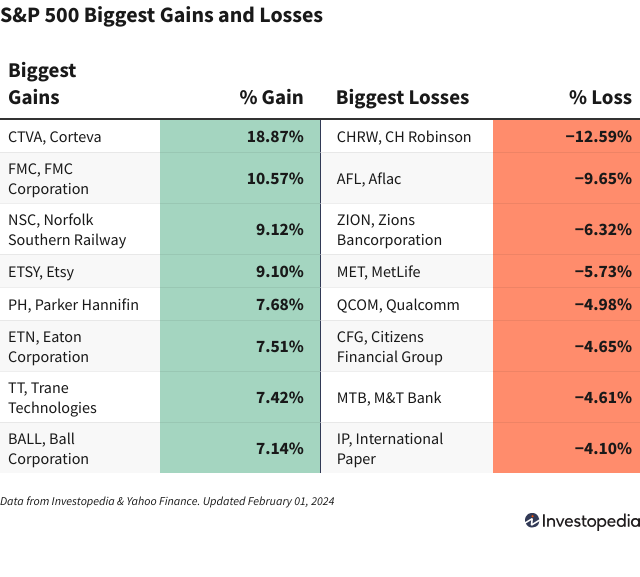 S&P 500 Biggest Gains and Losses
Biggest
Gains
% Gain
Biggest Losses
% Loss
CTVA, Corteva
18.87%
CHRW, CH Robinson
−12.59%
FMC, FMC
Corporation
10.57%
AFL, Aflac
−9.65%
NSC, Norfolk
Southern Railway
9.12%
ZION, Zions
Bancorporation
−6.32%
ETSY, Etsy
9.10%
MET, MetLife
−5.73%
PH, Parker Hannifin
7.68%
QCOM, Qualcomm
−4.98%
ETN, Eaton
Corporation
7.51%
CFG, Citizens
Financial Group
−4.65%
TT, Trane
Technologies
7.42%
MTB, M&T Bank
−4.61%
BALL, Ball
Corporation
7.14%
IP, International
Paper
−4.10%
Data from Investopedia & Yahoo Finance. Updated February 01, 2024
Investopedia